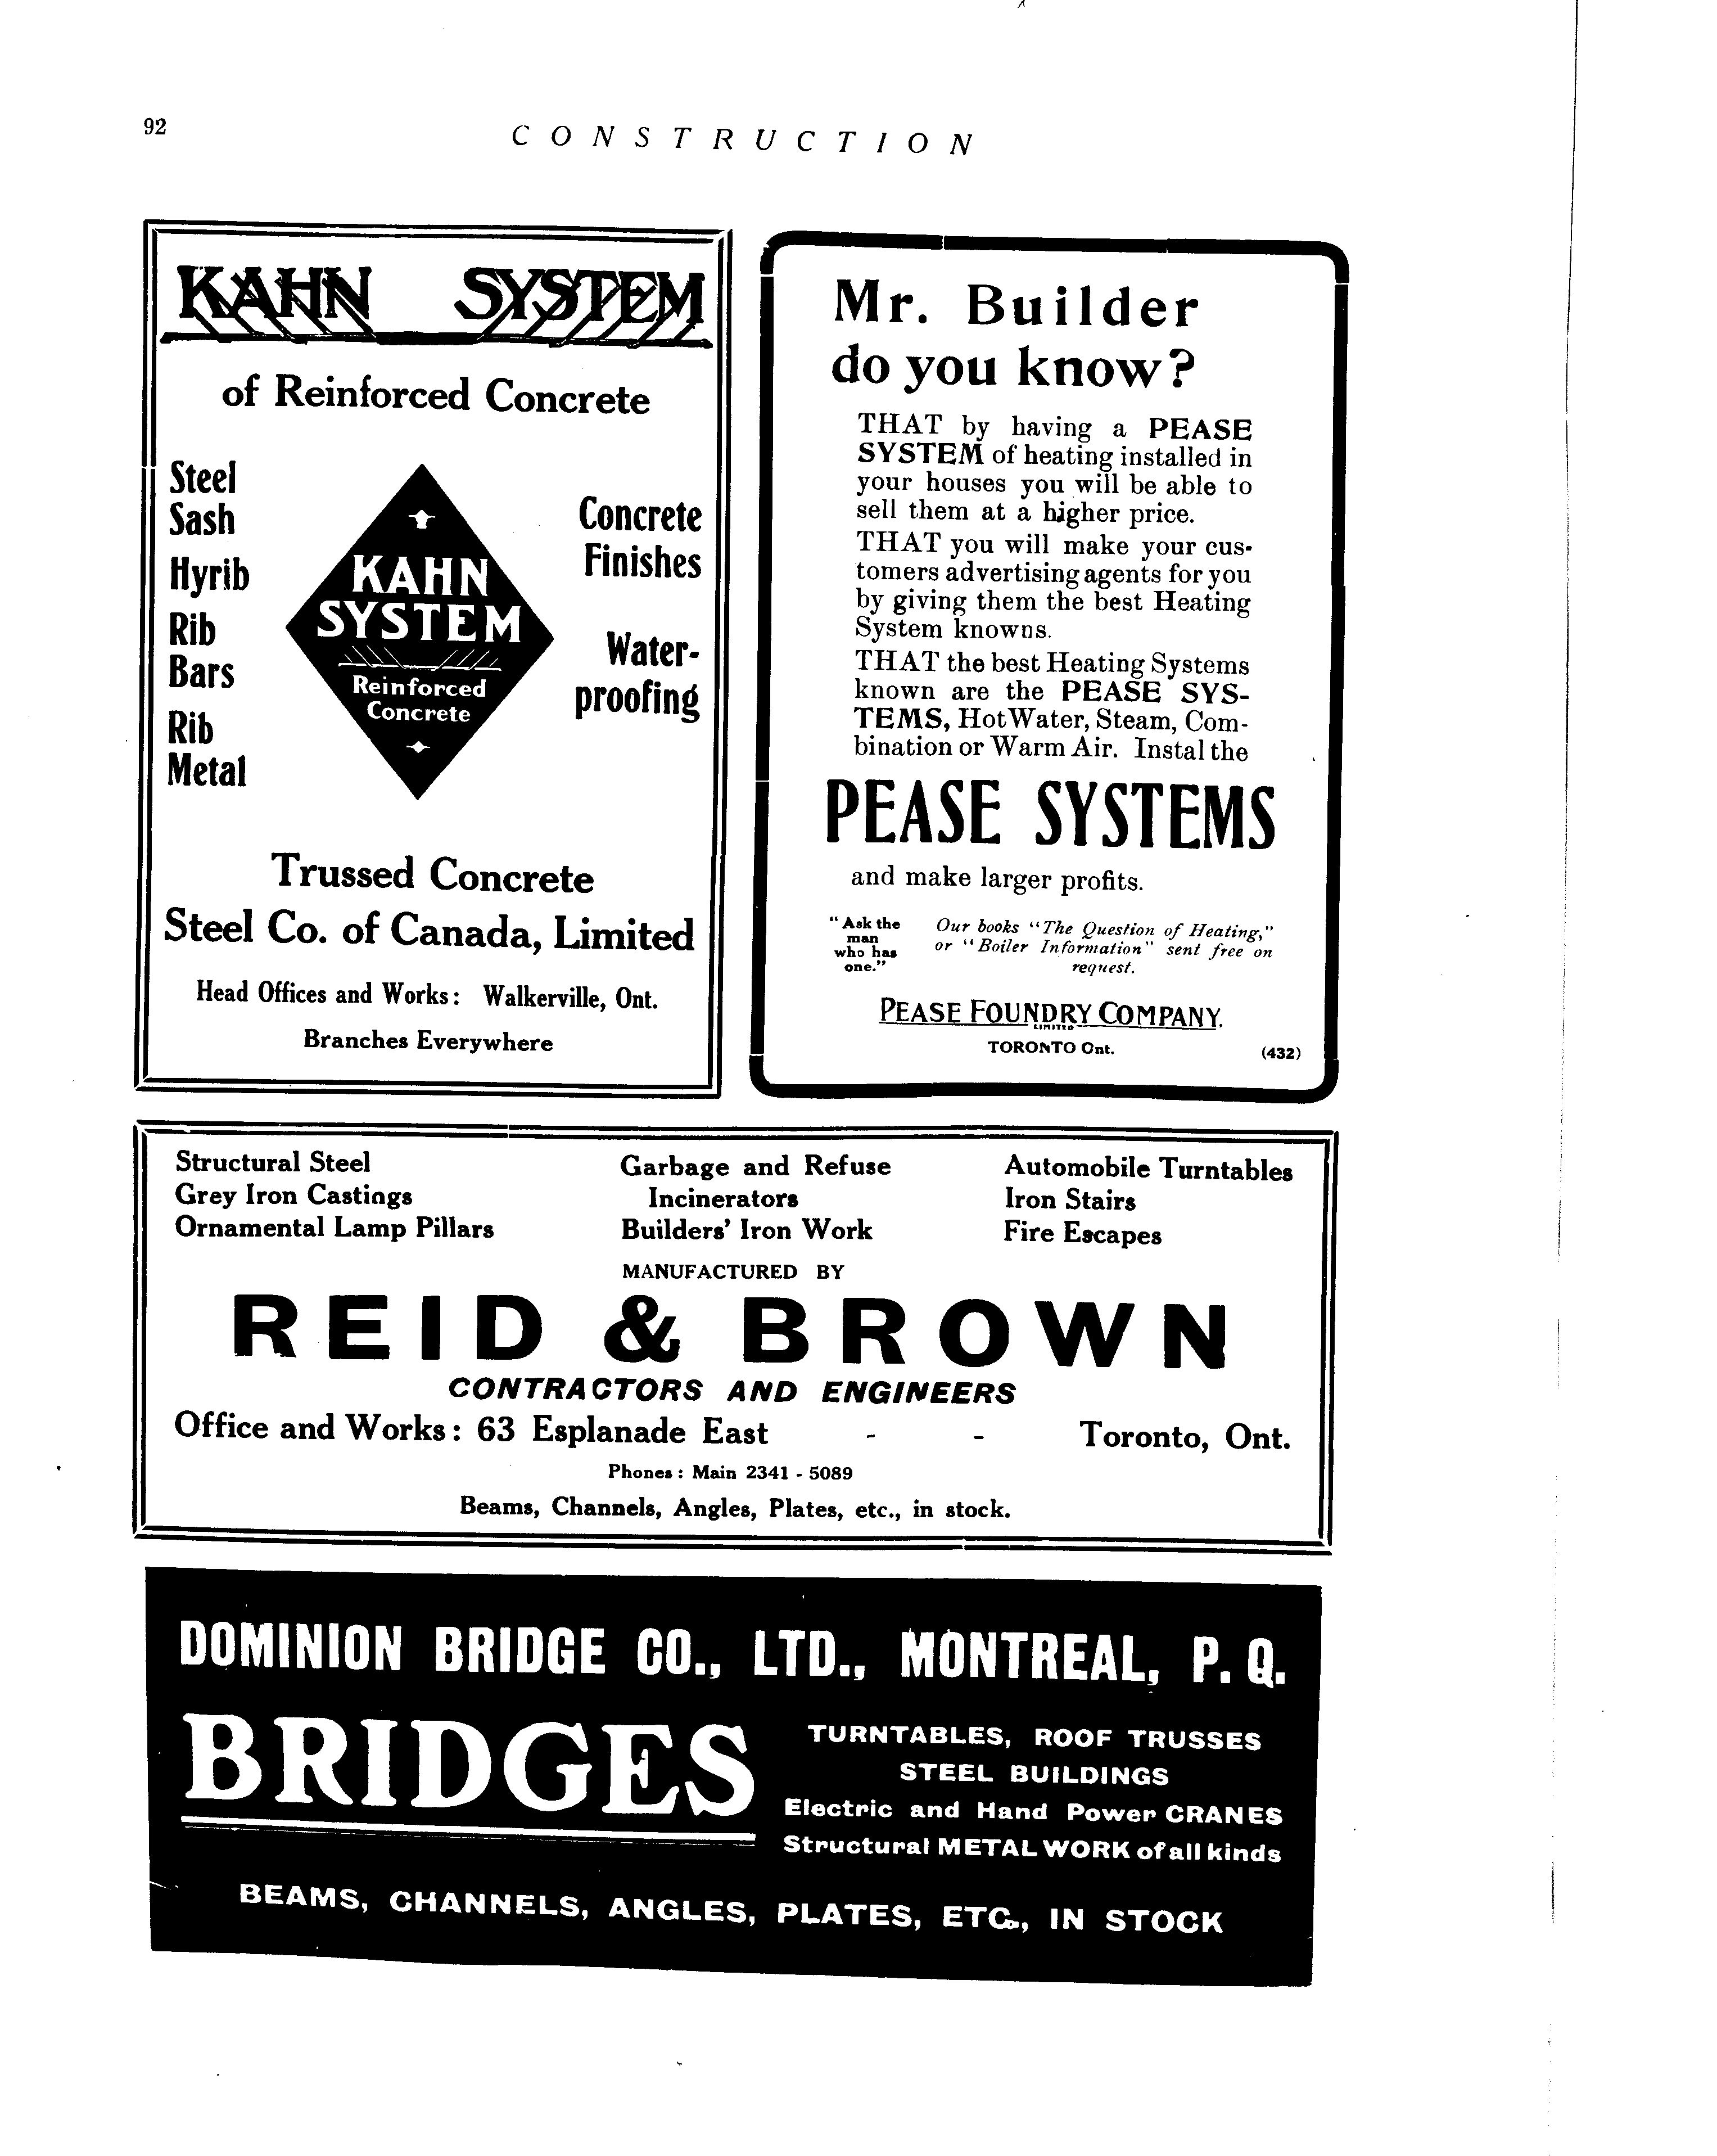 92
CONSTRUCTION
KAHN SYSTEM
of Reinforced Concrete
Steel
Sash
Hyrib
Rib
Bars
Rib
Metal
KAHN
SYSTEM
Reinforced
Concrete
Concrete
Finishes
Water-
proofing
Trussed Concrete
Steel Co. of Canada, Limited
Head Offices and Works: Walkerville, Ont.
Branches Everywhere
Mr. Builder
do you know?
THAT by having a PEASE
SYSTEM of heating installed in
your houses you will be able to
sell them at a higher price.
THAT you will make your cus-
tomers advertising agents for you
by giving them the best Heating
System knowns.
THAT the best Heating Systems
known are the PEASE SYS-
TEMS, Hot Water, Steam, Com-
bination or Warm Air. Instal the
PEASE SYSTEMS
and make larger profits.
"Ask the
man
who has
one."
Our books "The Question of Heating,"
or "Boiler Information" sent free on
request.
PEASE FOUNDRY COMPANY.
LIMITED
TORONTO Ont.
(432)
Structural Steel
Grey Iron Castings
Ornamental Lamp Pillars
Garbage and Refuse
Incinerators
Builders' Iron Work
Automobile Turntables
Iron Stairs
Fire Escapes
MANUFACTURED BY
REID & BROWN
CONTRACTORS AND ENGINEERS
Office and Works: 63 Esplanade East - - Toronto, Ont.
Phones: Main 2341 - 5089
Beams, Channels, Angles, Plates, etc., in stock.
DOMINION BRIDGE CO., LTD., MONTREAL, P. Q.
BRIDGES
TURNTABLES, ROOF TRUSSES
STEEL BUILDINGS
Electric and Hand Power CRANES
Structural METAL WORK of all kinds
BEAMS, CHANNELS, ANGLES, PLATES, ETC., IN STOCK